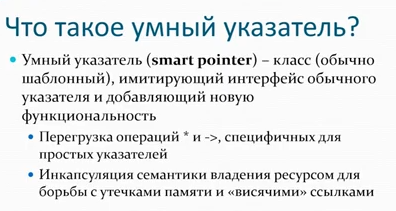 Что такое умный указатель?
Умный указатель (smart pointer) – класс (обычно
шаблонный), имитирующий интерфейс обычного
указателя и добавляющий новую
функциональность
Перегрузка операций * и ->, специфичных для
простых указателей
Инкапсуляция семантики владения ресурсом для
борьбы с утечками памяти и «висячими» ссылками